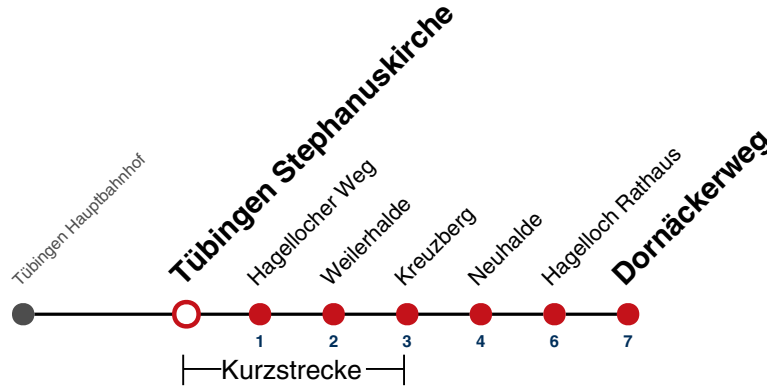 Tübingen Hauptbahnhof
Tübingen Stephanuskirche
Hagellocher Weg
Weilerhalde
Kreuzberg
Neuhalde
Hagelloch Rathaus
Dornäckerweg
1 2 3 4 6 7
Kurzstrecke